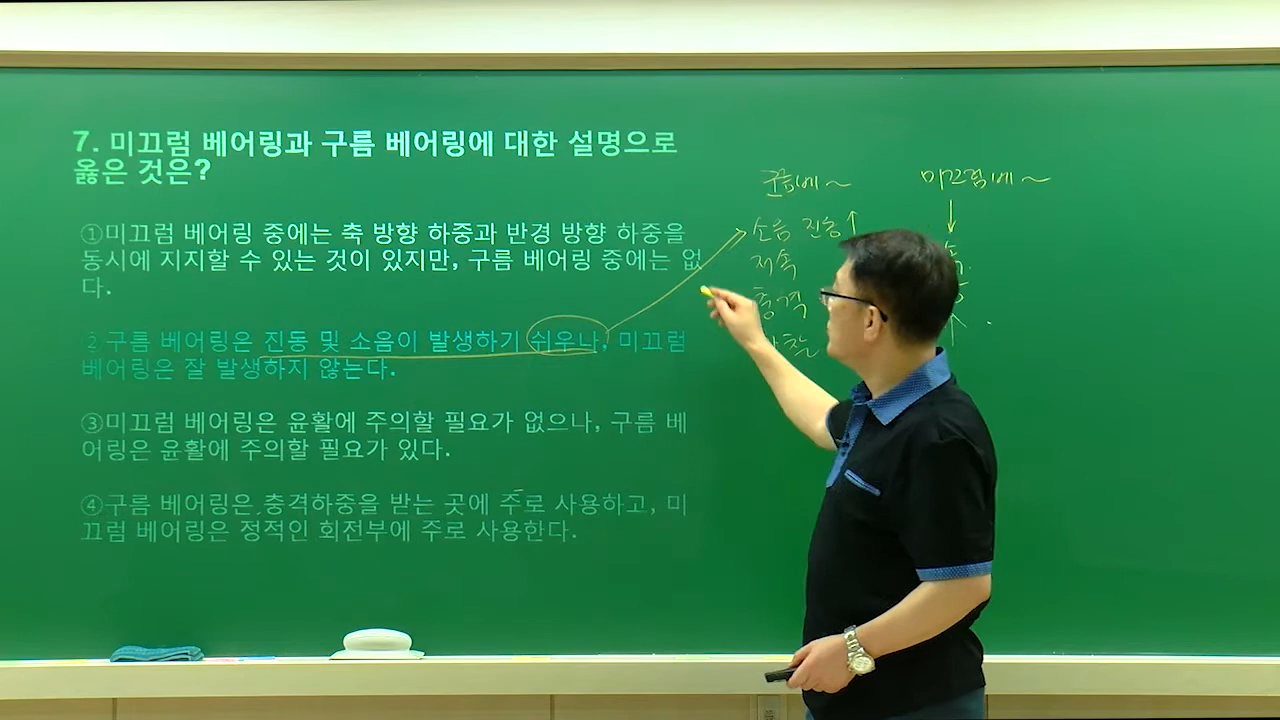 7. 미끄럼 베어링과 구름 베어링에 대한 설명으로
옳은 것은?
①미끄럼 베어링 중에는 축 방향 하중과 반경 방향 하중을
동시에 지지할 수 있는 것이 있지만, 구름 베어링 중에는 없
다.
2 구름 베어링은 진동 및 소음이 발생하기 쉬우나, 미끄럼
베어링은 잘 발생하지 않는다.
③미끄럼 베어링은 윤활에 주의할 필요가 없으나, 구름 베
어링은 윤활에 주의할 필요가 있다.
④구름 베어링은 충격하중을 받는 곳에 주로 사용하고, 미
끄럼 베어링은 정적인 회전부에 주로 사용한다.
구름베~
소음 진동↑
저속
충격
미끄럼베~